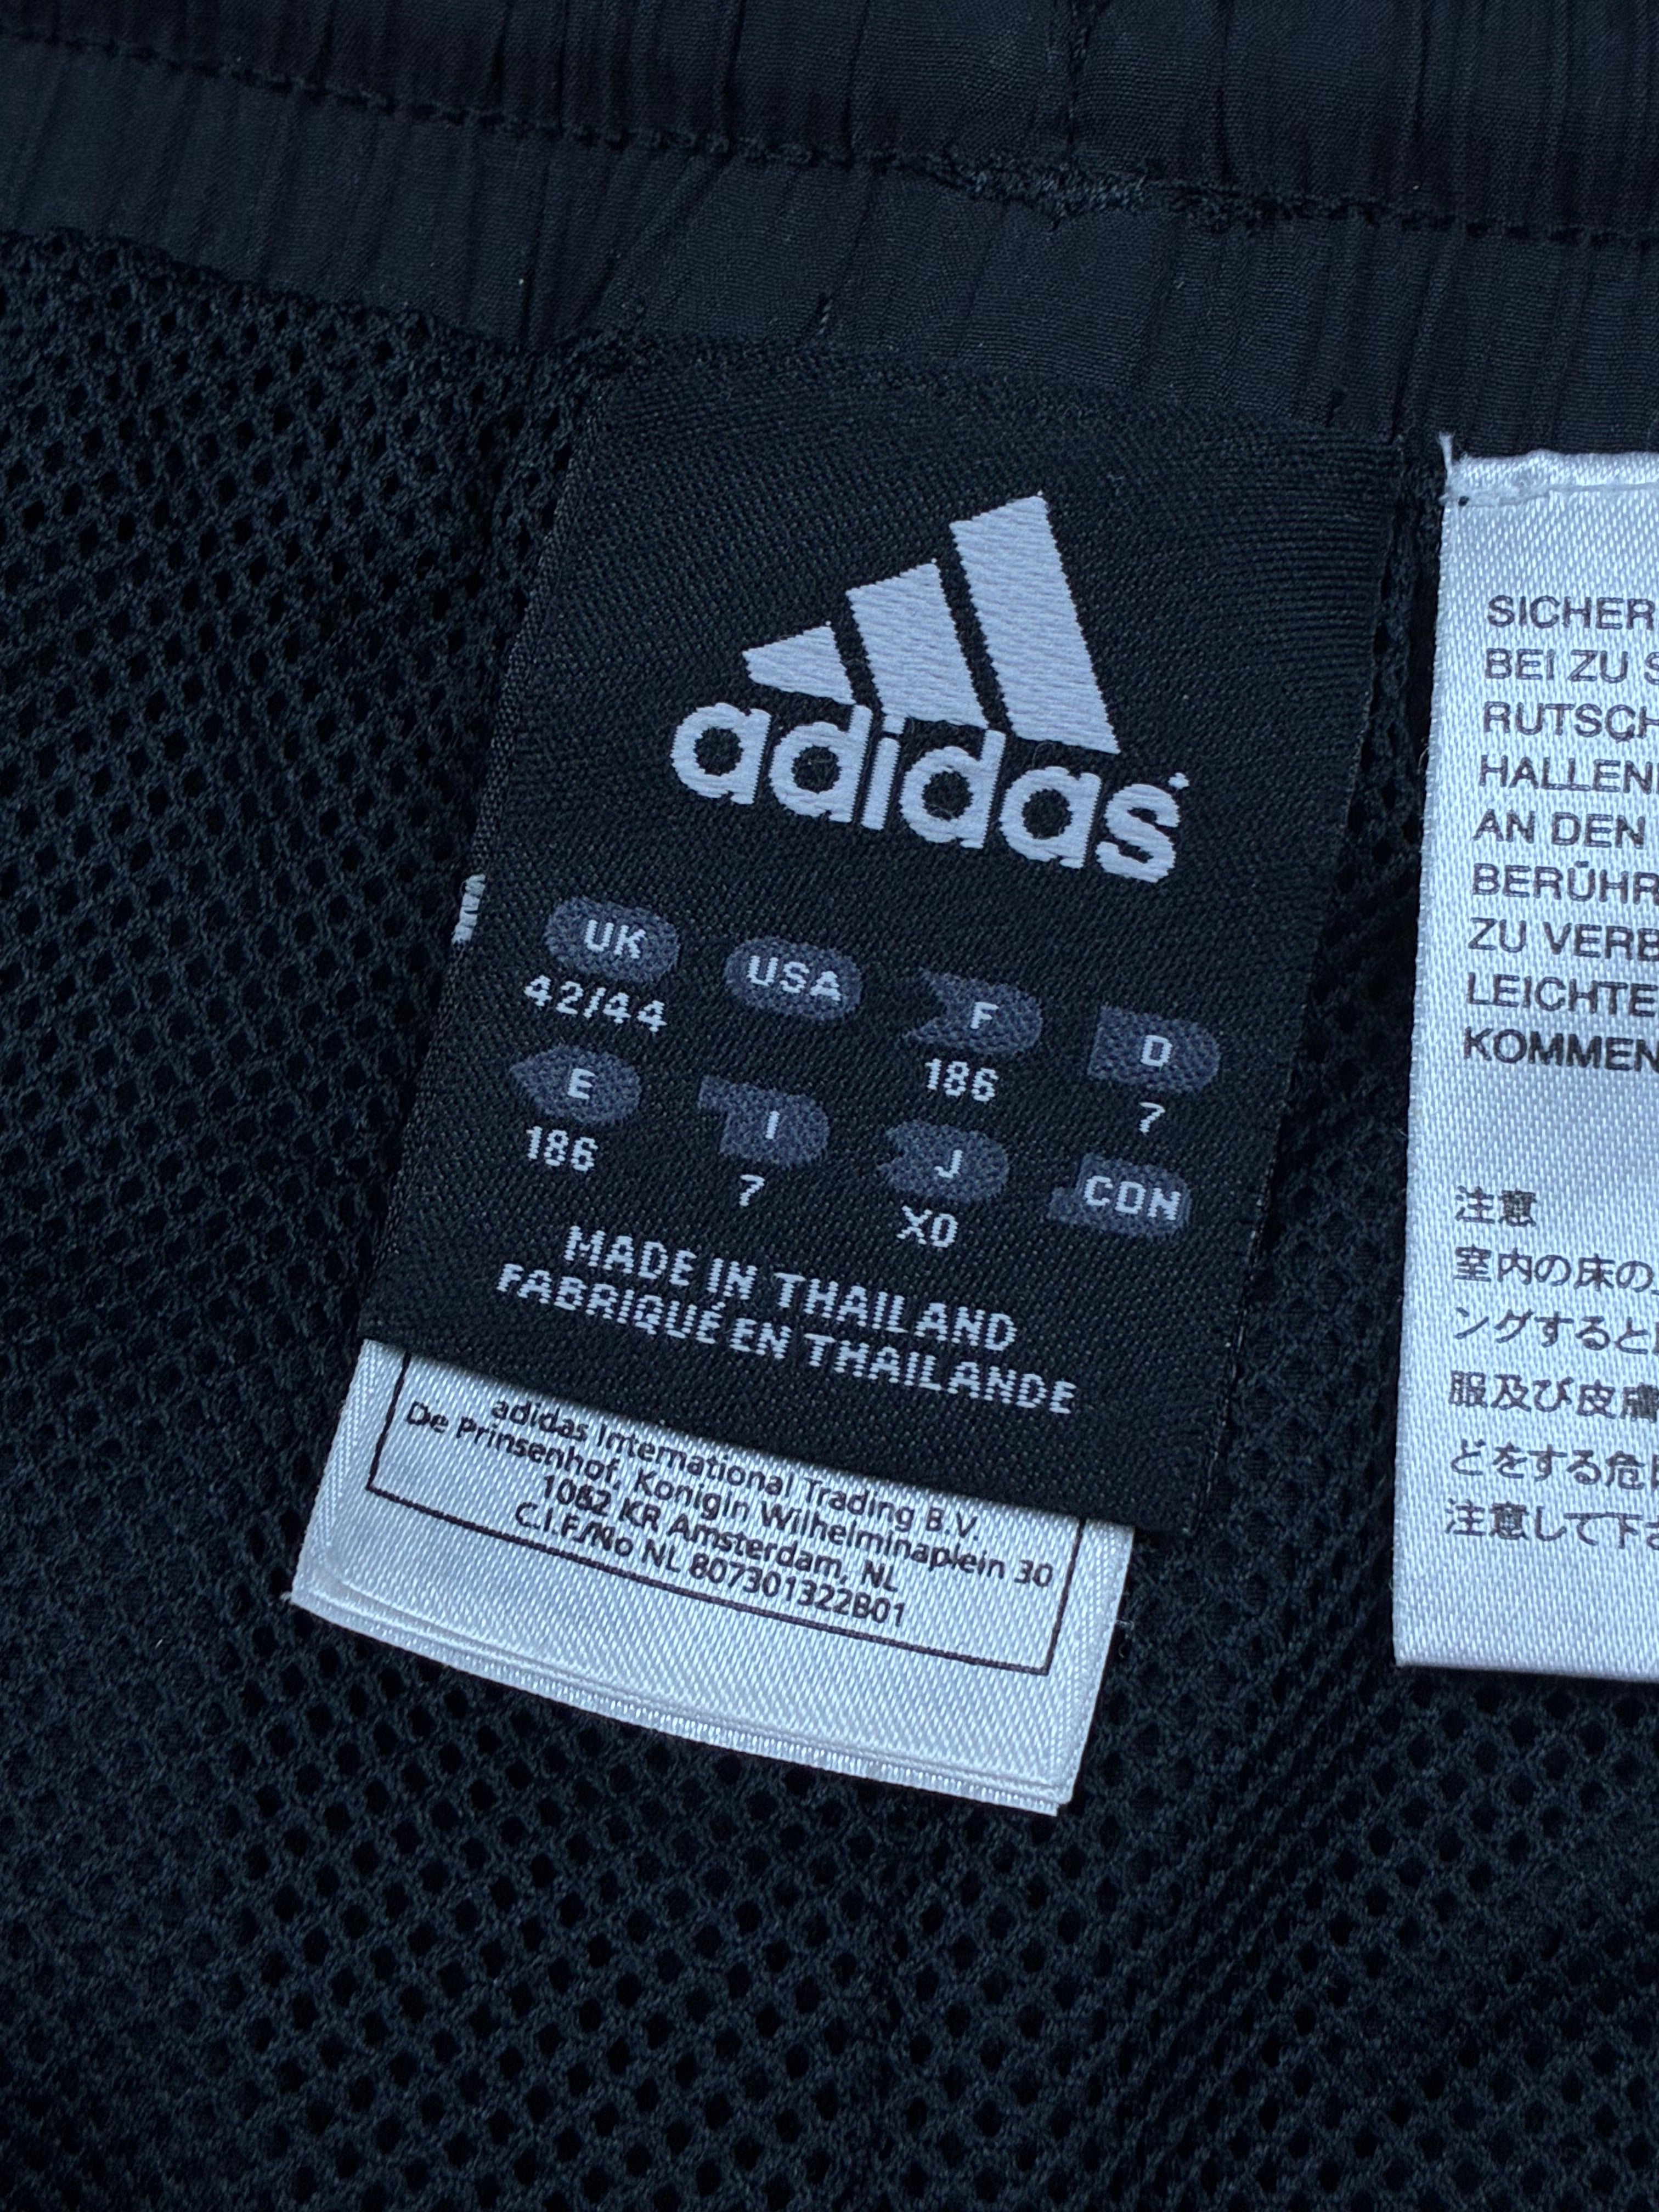 adidas
UK USA F D
42/44 186 7
E I J CDN
186 7 XO
MADE IN THAILAND
FABRIQUÉ EN THAILANDE
adidas International Trading B.V.
De Prinsenhof, Konigin Wilhelminaplein 30
1062 KR Amsterdam, NL
C.I.F./No NL 807301322B01
SICHER
BEI ZU S
RUTSCH
HALLEN
AN DEN
BERÜHR
ZU VERB
LEICHTE
KOMMEN
注意
室内の床の
ングすると
服及び皮膚
どをする危
注意して下さ